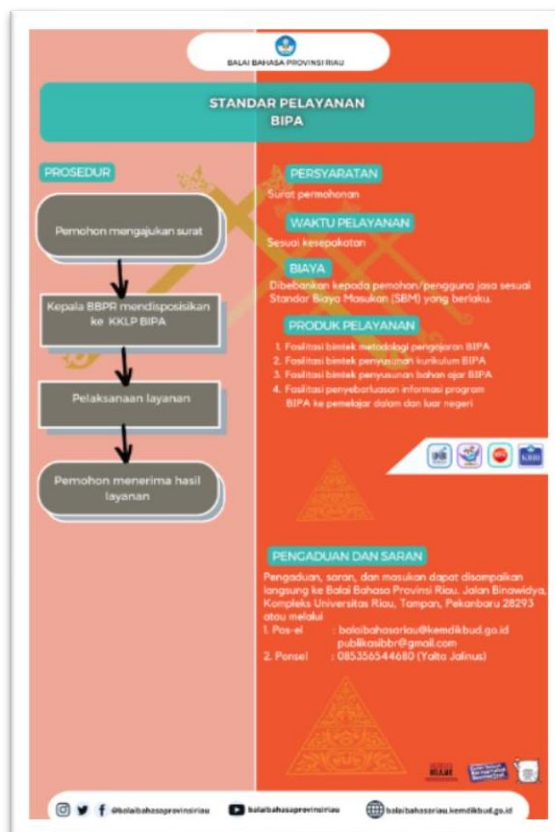 BALAI BAHASA PROVINSI RIAU
STANDAR PELAYANAN
BIPA
PROSEDUR
Pemohon mengajukan surat
Kepala BBPR mendisposisikan
ke KKLP BIPA
Pelaksanaan layanan
Pemohon menerima hasil
layanan
PERSYARATAN
Surat permohonan
WAKTU PELAYANAN
Sesuai kesepakatan
BIAYA
Dibebankan kepada pemohon/pengguna jasa sesuai
Standar Biaya Masukan (SBM) yang berlaku.
PRODUK PELAYANAN
1. Fasilitasi bimtek metodologi pengajaran BIPA
2. Fasilitasi bimtek penyusunan kurikulum BIPA
3. Fasilitasi bimtek penyusunan bahan ajar BIPA
4. Fasilitasi penyebarluasan informasi program
BIPA ke pemelajar dalam dan luar negeri
KBBI
PENGADUAN DAN SARAN
Pengaduan, saran, dan masukan dapat disampaikan
langsung ke Balai Bahasa Provinsi Riau. Jalan Binawidya,
Kompleks Universitas Riau, Tampan, Pekanbaru 28293
atau melalui
1. Pos-el : balaibahasariau@kemdikbud.go.id
publikasibbr@gmail.com
2. Ponsel : 085356544680 (Yalta Jalinus)
@balaibahasaprovinsiriau balaibahasaprovinsiriau balaibahasariau.kemdikbud.go.id